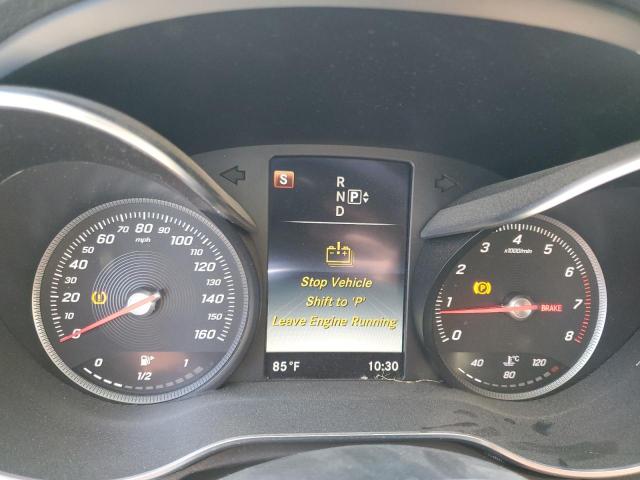 S
R
N P
D
Stop Vehicle
Shift to 'P'
Leave Engine Running
85°F 10:30
0 10 20 30 40 50 60 70 80 90 100 110 120 130 140 150 160
mph
0 1/2 1
0 1 2 3 4 5 6 7 8
x1000/min
P
BRAKE
°C
40 80 120